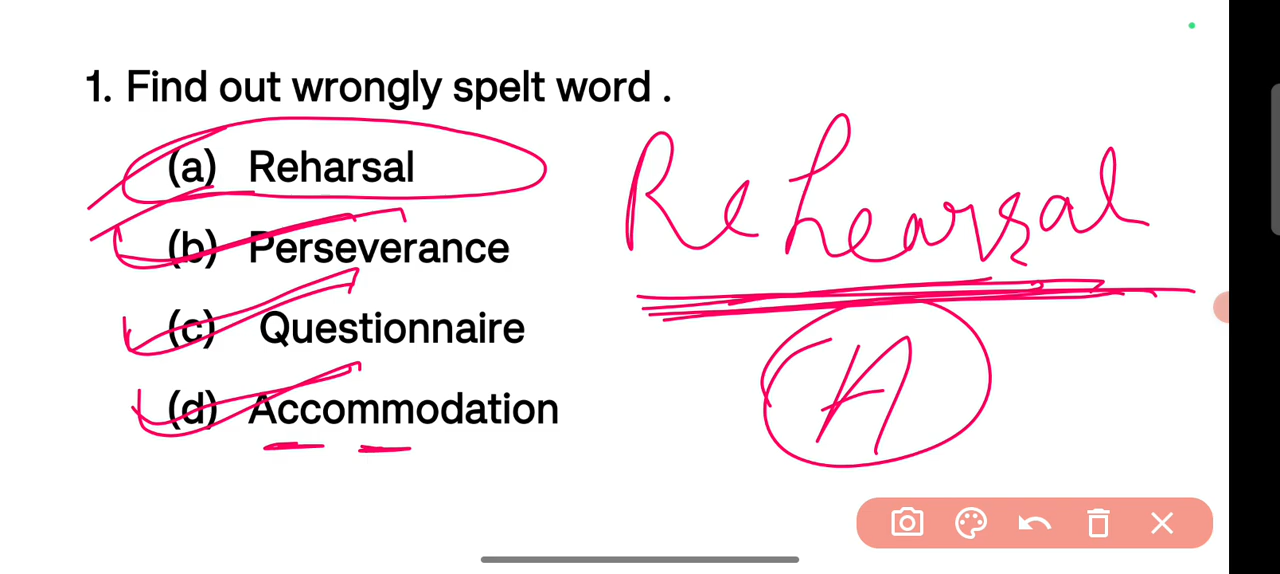 1. Find out wrongly spelt word .
(a) Reharsal
(b) Perseverance
(c) Questionnaire
(d) Accommodation
Rehearsal
A